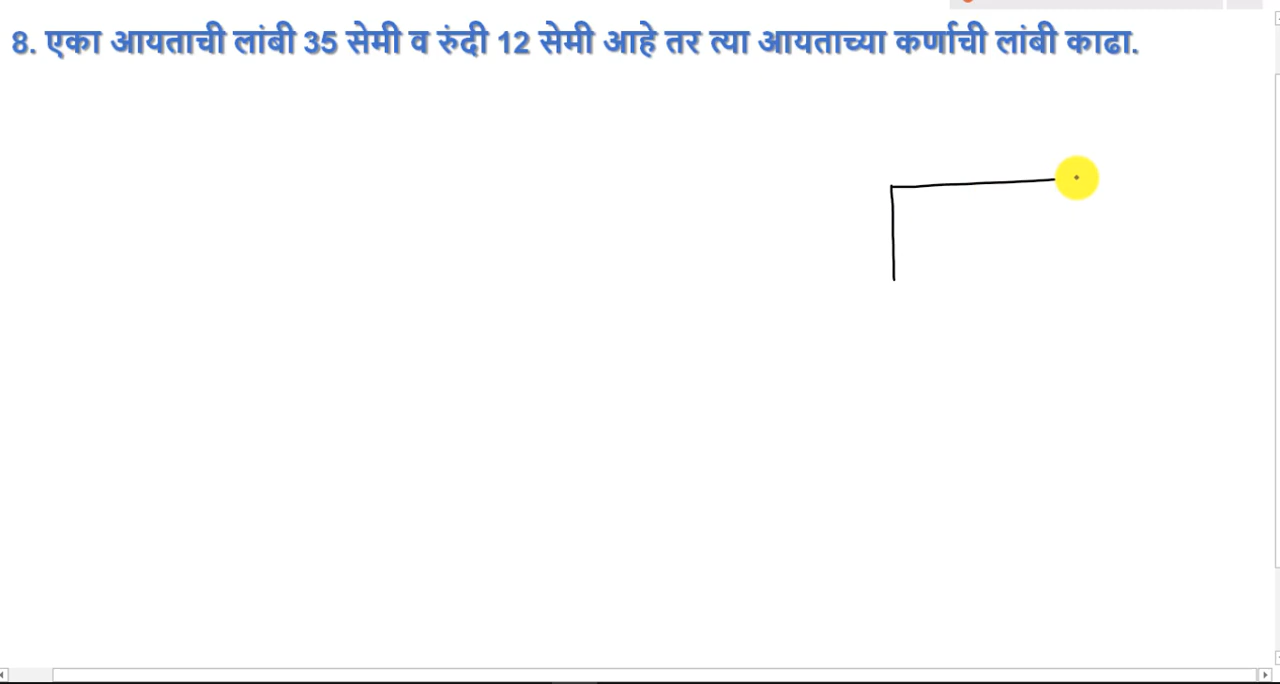 8. एका आयताची लांबी 35 सेमी व रुंदी 12 सेमी आहे तर त्या आयताच्या कर्णाची लांबी काढा.